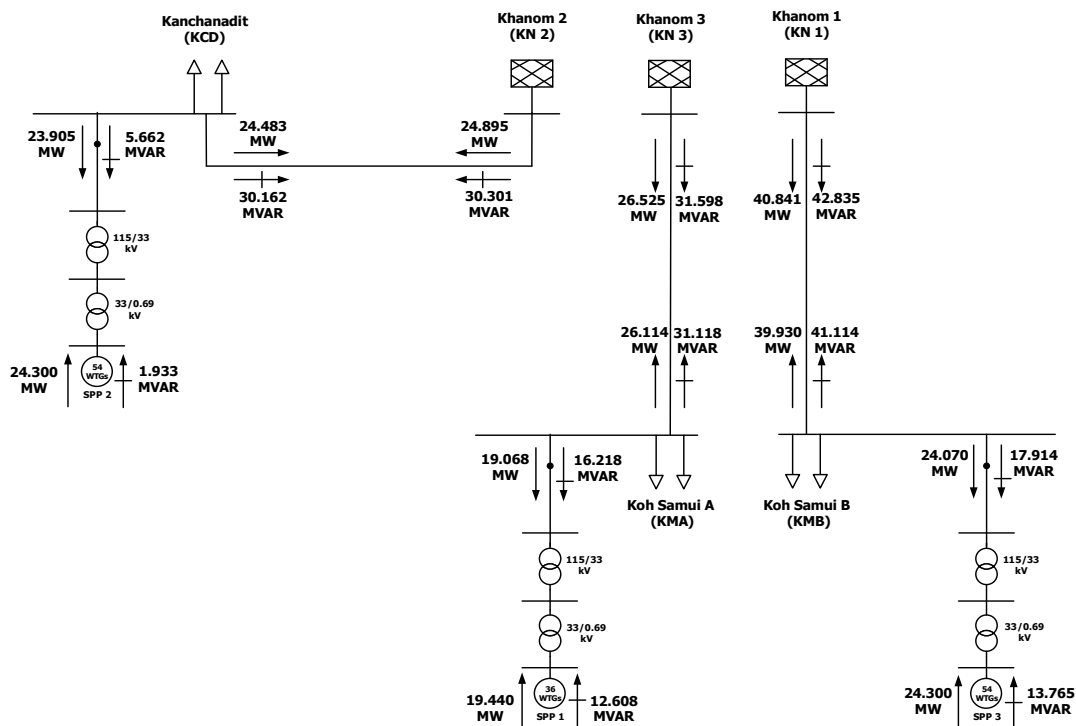 Kanchanadit
(KCD)
Khanom 2
(KN 2)
Khanom 3
(KN 3)
Khanom 1
(KN 1)
23.905
MW
5.662
MVAR
24.483
MW
24.895
MW
30.162
MVAR
30.301
MVAR
26.525
MW
31.598
MVAR
40.841
MW
42.835
MVAR
115/33
kV
33/0.69
kV
24.300
MW
54
WTGs
SPP 2
1.933
MVAR
26.114
MW
31.118
MVAR
39.930
MW
41.114
MVAR
19.068
MW
16.218
MVAR
Koh Samui A
(KMA)
Koh Samui B
(KMB)
24.070
MW
17.914
MVAR
115/33
kV
33/0.69
kV
115/33
kV
33/0.69
kV
19.440
MW
36
WTGs
SPP 1
12.608
MVAR
24.300
MW
54
WTGs
SPP 3
13.765
MVAR